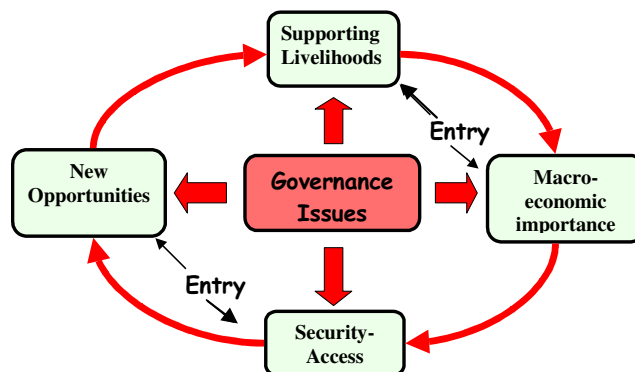 Supporting
Livelihoods
Entry
New
Opportunities
Governance
Issues
Macro-
economic
importance
Entry
Security-
Access